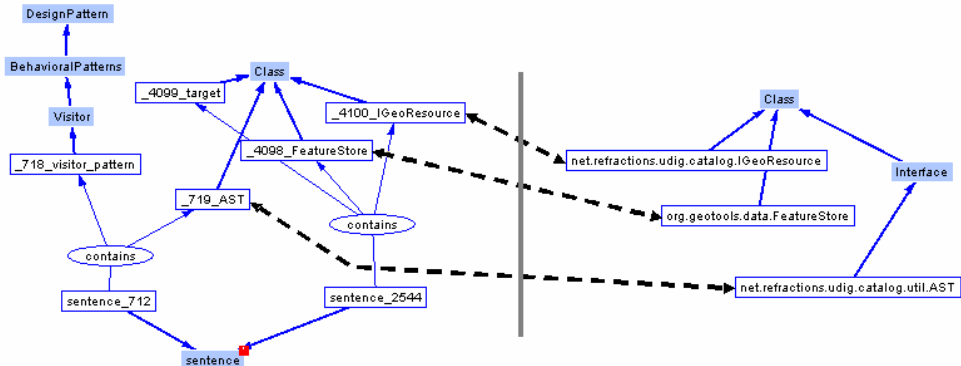 DesignPattern
BehavioralPatterns
Visitor
_718_visitor_pattern
_4099_target
Class
_4100_IGeoResource
_4098_FeatureStore
_719_AST
contains
contains
sentence_712
sentence_2544
sentence
Class
net.refractions.udig.catalog.IGeoResource
Interface
org.geotools.data.FeatureStore
net.refractions.udig.catalog.util.AST